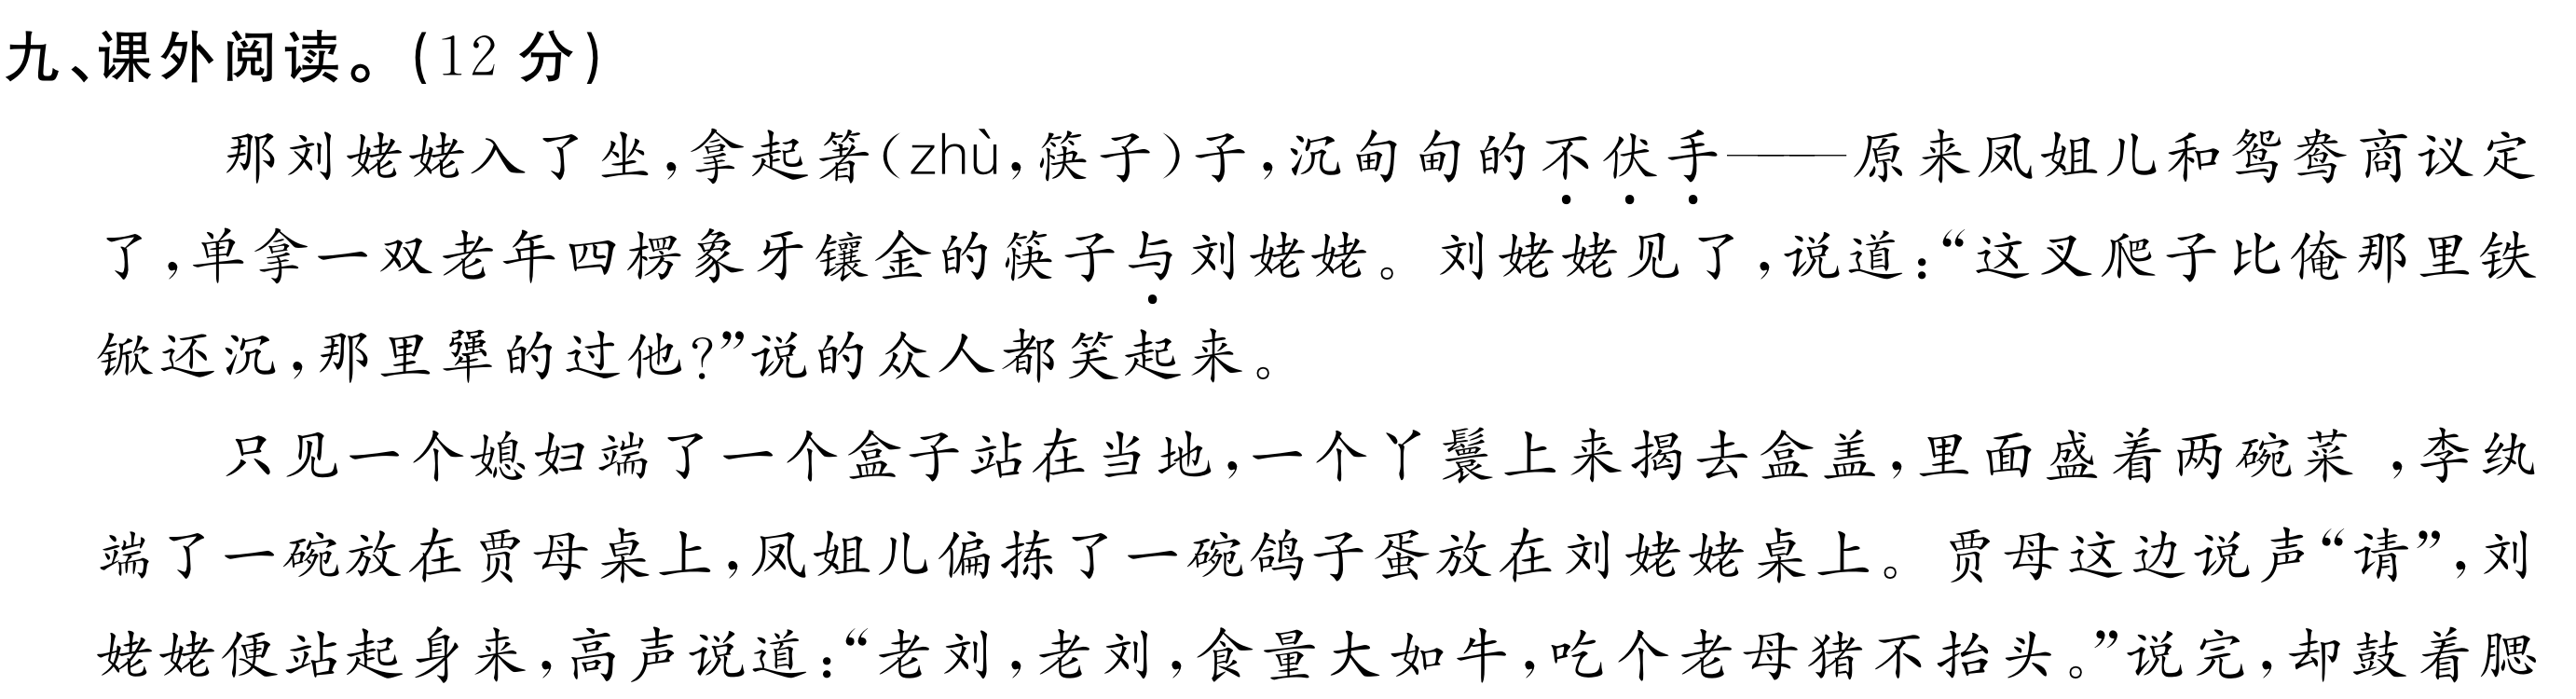 九、课外阅读。(12 分)
那刘姥姥入了坐,拿起箸(zhù,筷子)子,沉甸甸的不伏手——原来凤姐儿和鸳鸯商议定
了,单拿一双老年四楞象牙镶金的筷子与刘姥姥。刘姥姥见了,说道:“这叉爬子比俺那里铁
锨还沉,那里犟的过他?”说的众人都笑起来。
只见一个媳妇端了一个盒子站在当地,一个丫鬟上来揭去盒盖,里面盛着两碗菜 ,李纨
端了一碗放在贾母桌上,凤姐儿偏拣了一碗鸽子蛋放在刘姥姥桌上。贾母这边说声“请”,刘
姥姥便站起身来,高声说道:“老刘,老刘,食量大如牛,吃个老母猪不抬头。”说完,却鼓着腮